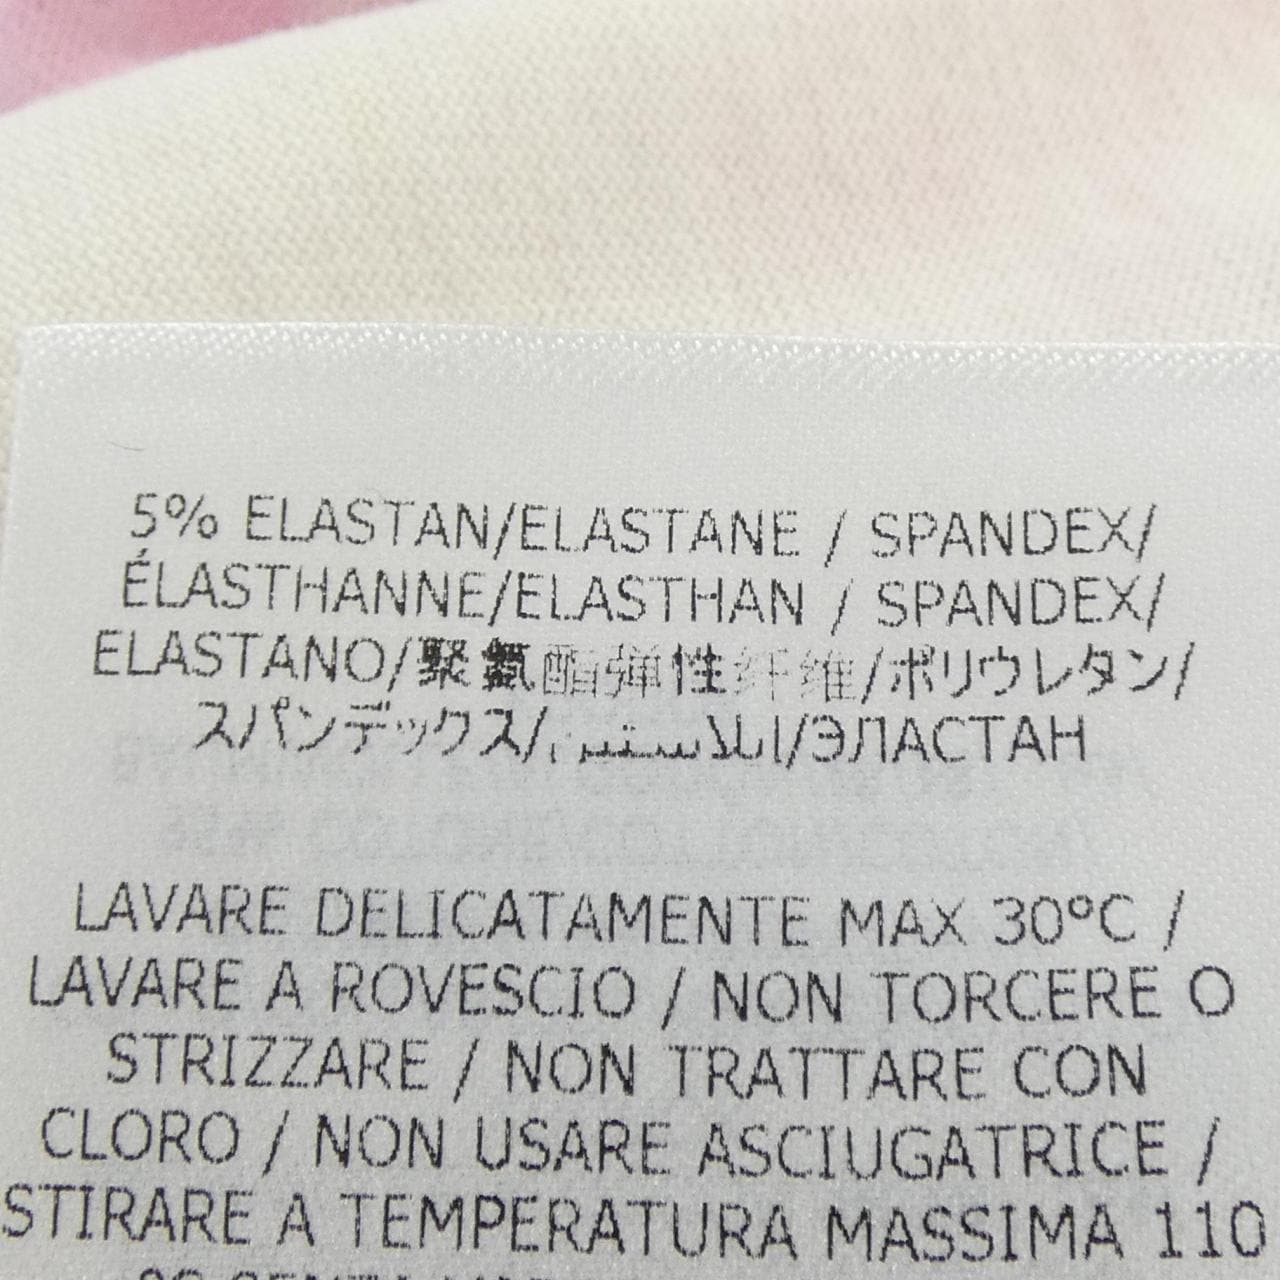 5% ELASTAN/ELASTANE / SPANDEX/
ÉLASTHANNE/ELASTHAN / SPANDEX/
ELASTANO/聚氨酯弹性纤维/ポリウレタン/
スパンデックス/ /ЭЛАСТАН
LAVARE DELICATAMENTE MAX 30°C /
LAVARE A ROVESCIO / NON TORCERE O
STRIZZARE / NON TRATTARE CON
CLORO / NON USARE ASCIUGATRICE /
STIRARE A TEMPERATURA MASSIMA 110